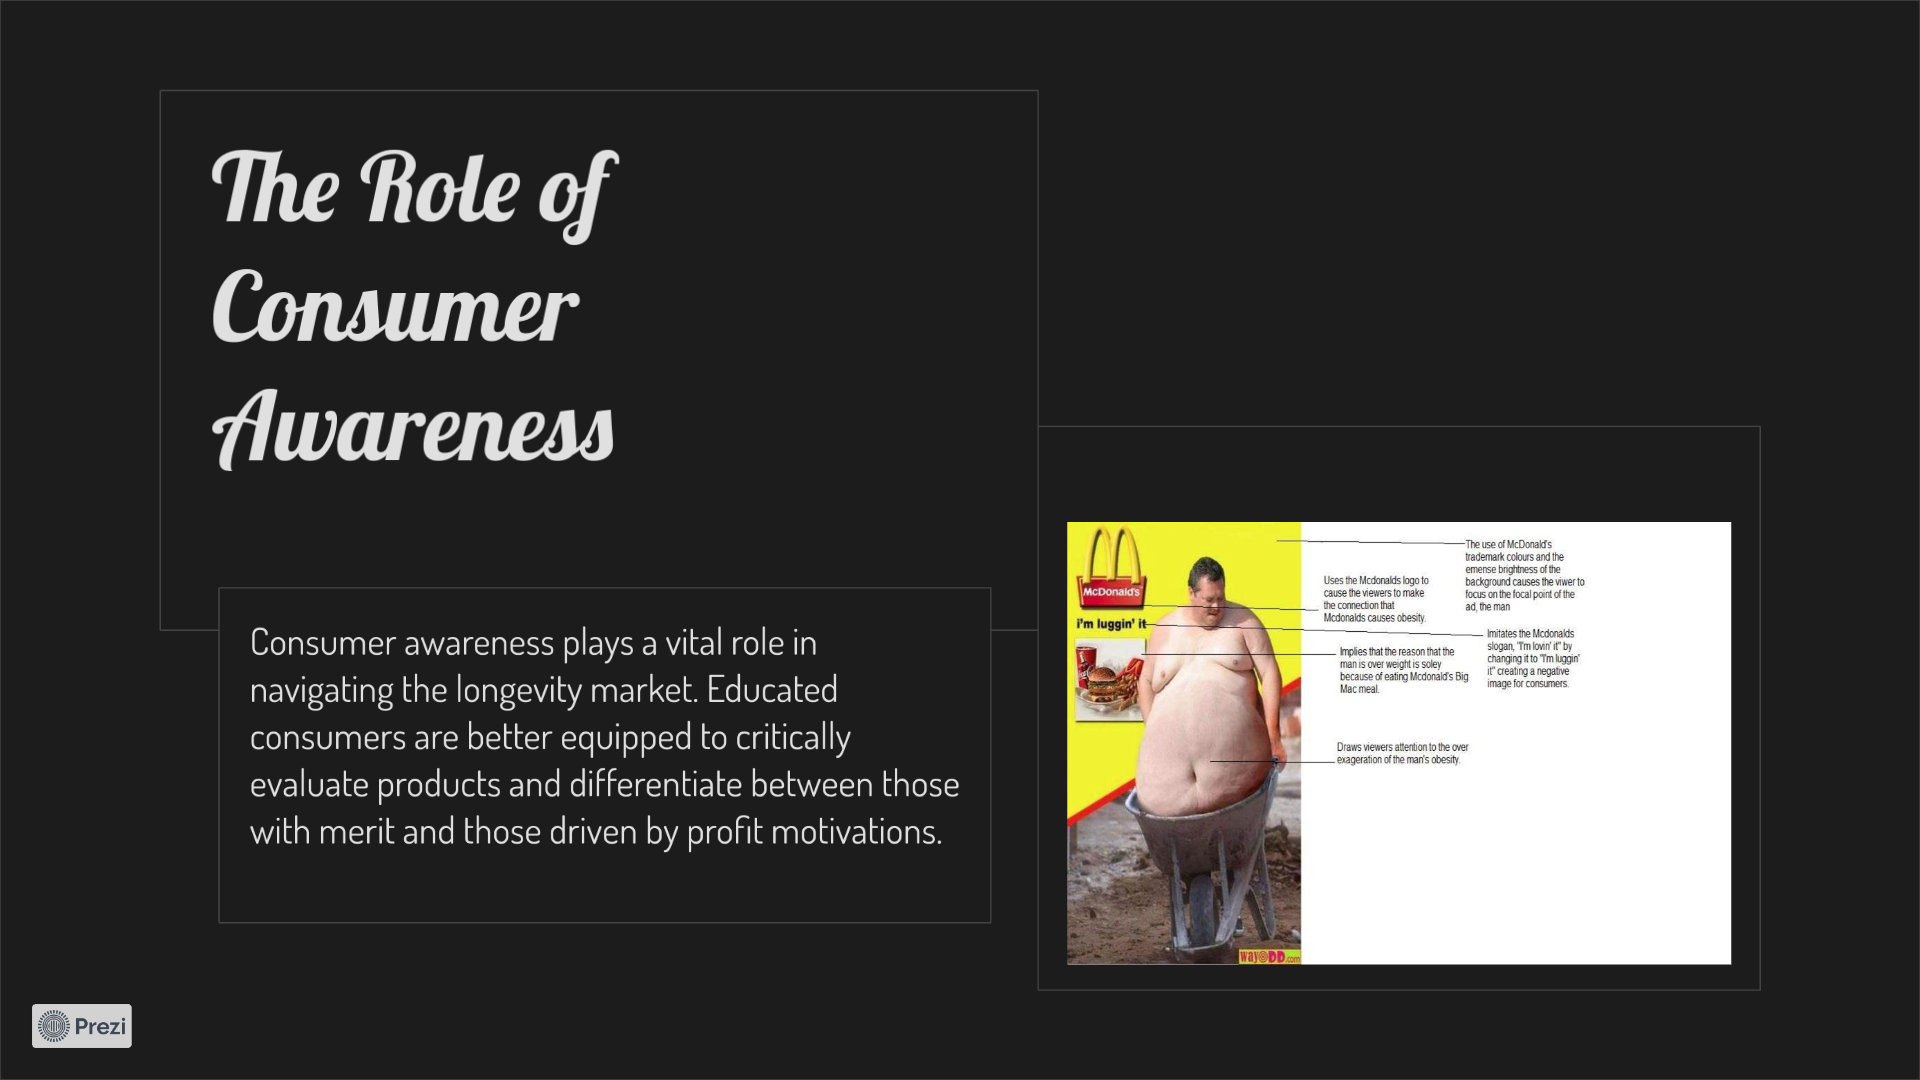 The Role of
Consumer
Awareness
Consumer awareness plays a vital role in
navigating the longevity market. Educated
consumers are better equipped to critically
evaluate products and differentiate between those
with merit and those driven by profit motivations.
McDonald's
i'm luggin' it
wayODD.com
The use of McDonald's
trademark colours and the
emense brightness of the
background causes the viwer to
focus on the focal point of the
ad, the man
Uses the Mcdonalds logo to
cause the viewers to make
the connection that
Mcdonalds causes obesity.
Imitates the Mcdonalds
slogan, "I'm lovin' it" by
changing it to "I'm luggin'
it" creating a negative
image for consumers.
Implies that the reason that the
man is over weight is soley
because of eating Mcdonald's Big
Mac meal.
Draws viewers attention to the over
exageration of the man's obesity.
Prezi